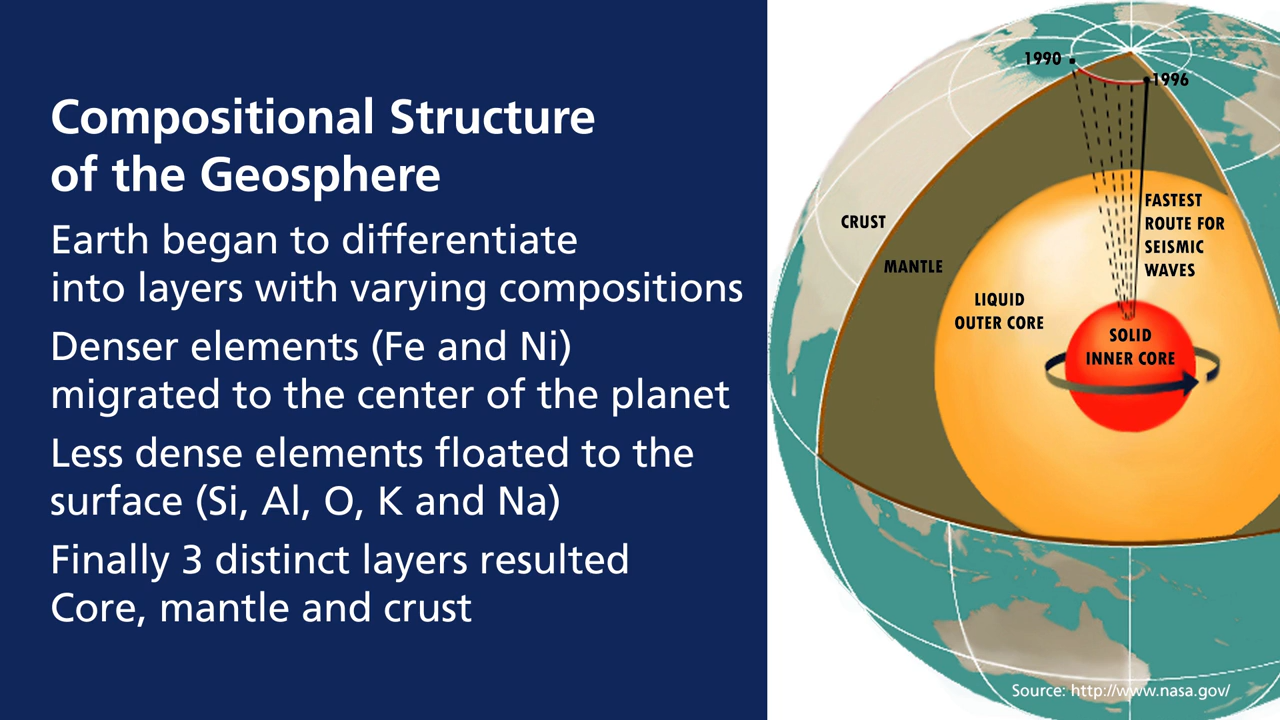 Compositional Structure
of the Geosphere
Earth began to differentiate
into layers with varying compositions
Denser elements (Fe and Ni)
migrated to the center of the planet
Less dense elements floated to the
surface (Si, Al, O, K and Na)
Finally 3 distinct layers resulted
Core, mantle and crust
1990
1996
CRUST
MANTLE
LIQUID
OUTER CORE
FASTEST
ROUTE FOR
SEISMIC
WAVES
SOLID
INNER CORE
Source: http://www.nasa.gov/